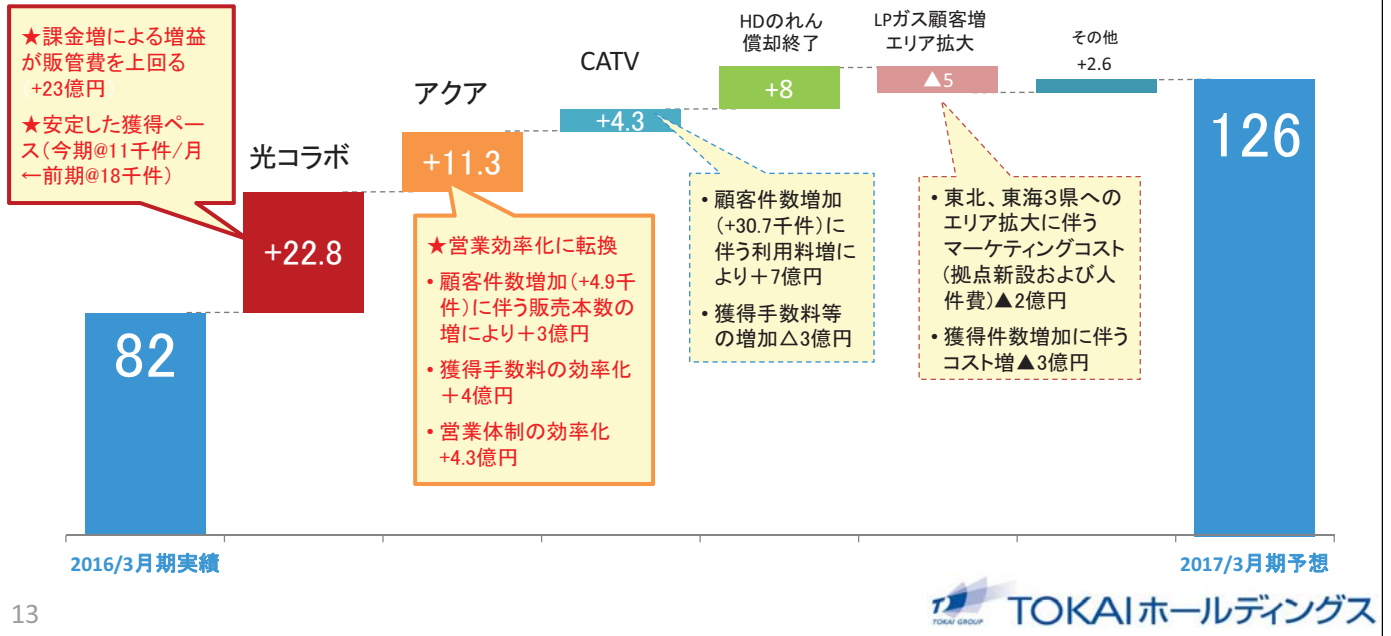 ★課金増による増益
が販管費を上回る
(+23億円)
★安定した獲得ペー
ス(今期@11千件/月
←前期@18千件)
光コラボ
アクア
CATV
HDのれん
償却終了
LPガス顧客増
エリア拡大
その他
+2.6
82
+22.8
+11.3
+4.3
+8
▲5
126
★営業効率化に転換
• 顧客件数増加(+4.9千
件)に伴う販売本数の
増により+3億円
• 獲得手数料の効率化
+4億円
• 営業体制の効率化
+4.3億円
• 顧客件数増加
(+30.7千件)に
伴う利用料増に
より+7億円
• 獲得手数料等
の増加△3億円
• 東北、東海3県への
エリア拡大に伴う
マーケティングコスト
(拠点新設および人
件費)▲2億円
• 獲得件数増加に伴う
コスト増▲3億円
2016/3月期実績
2017/3月期予想
13
TOKAI GROUP
TOKAIホールディングス